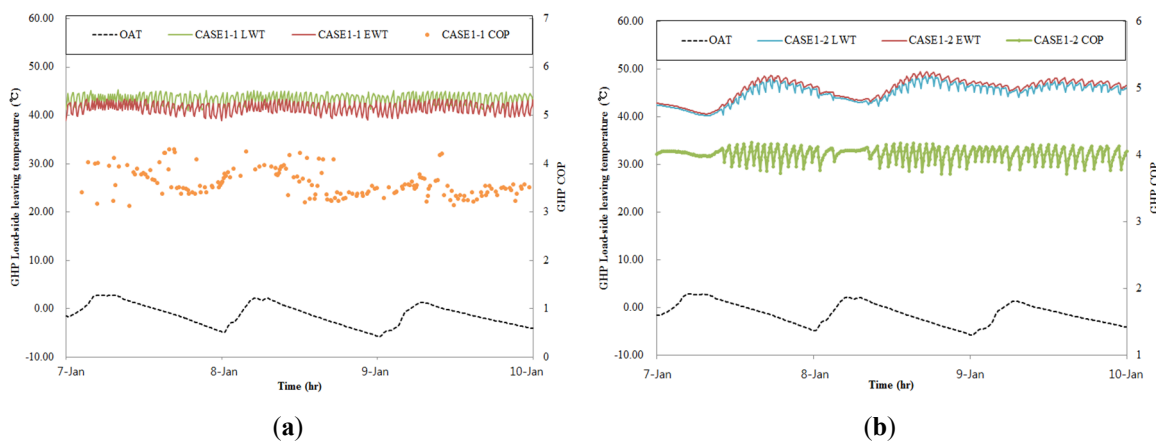 60.00
50.00
40.00
30.00
20.00
10.00
0.00
-10.00
GHP Load-side leaving temperature (℃)
OAT CASE1-1 LWT CASE1-1 EWT CASE1-1 COP
7
6
5
4
3
2
1
0
GHP COP
7-Jan 8-Jan 9-Jan 10-Jan
Time (hr)
(a)
60.00
50.00
40.00
30.00
20.00
10.00
0.00
-10.00
GHP Load-side leaving temperature (℃)
OAT CASE1-2 LWT CASE1-2 EWT CASE1-2 COP
6
5
4
3
2
1
GHP COP
7-Jan 8-Jan 9-Jan 10-Jan
Time (hr)
(b)